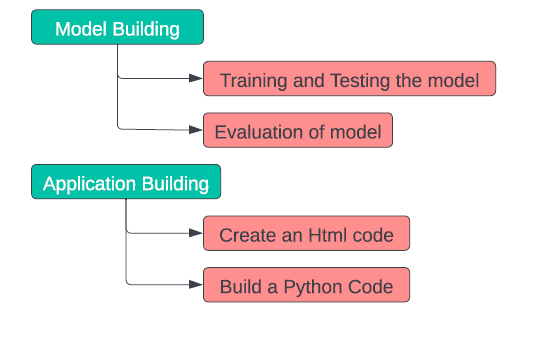 Model Building
Training and Testing the model
Evaluation of model
Application Building
Create an Html code
Build a Python Code